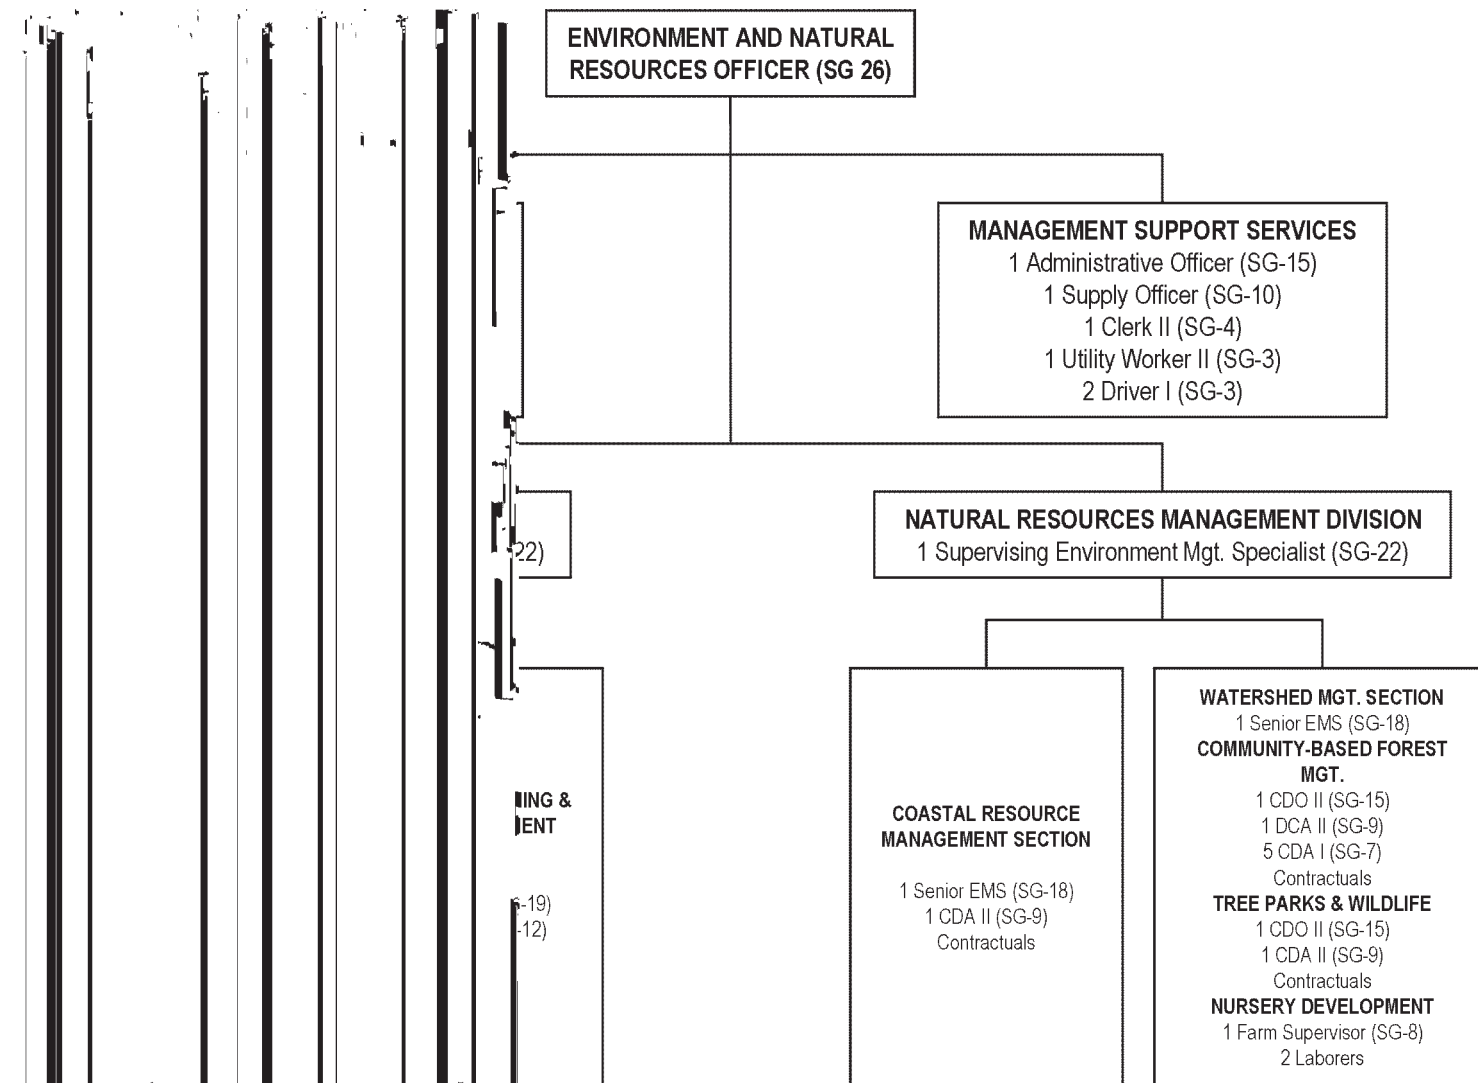 ENVIRONMENT AND NATURAL
RESOURCES OFFICER (SG 26)
MANAGEMENT SUPPORT SERVICES
1 Administrative Officer (SG-15)
1 Supply Officer (SG-10)
1 Clerk II (SG-4)
1 Utility Worker II (SG-3)
2 Driver I (SG-3)
22)
NATURAL RESOURCES MANAGEMENT DIVISION
1 Supervising Environment Mgt. Specialist (SG-22)
ING &
ENT
-19)
-12)
COASTAL RESOURCE
MANAGEMENT SECTION
1 Senior EMS (SG-18)
1 CDA II (SG-9)
Contractuals
WATERSHED MGT. SECTION
1 Senior EMS (SG-18)
COMMUNITY-BASED FOREST
MGT.
1 CDO II (SG-15)
1 DCA II (SG-9)
5 CDA I (SG-7)
Contractuals
TREE PARKS & WILDLIFE
1 CDO II (SG-15)
1 CDA II (SG-9)
Contractuals
NURSERY DEVELOPMENT
1 Farm Supervisor (SG-8)
2 Laborers